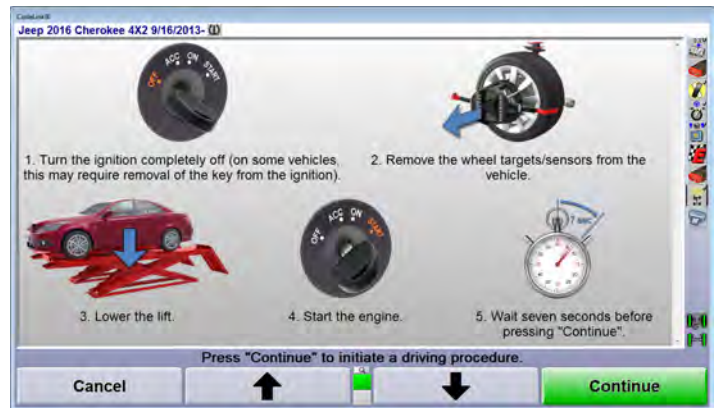 CodeLink®
Jeep 2016 Cherokee 4X2 9/16/2013-
OFF ACC ON START
1. Turn the ignition completely off (on some vehicles,
this may require removal of the key from the ignition).
2. Remove the wheel targets/sensors from the
vehicle.
3. Lower the lift.
OFF ACC ON START
4. Start the engine.
7 sec
5. Wait seven seconds before
pressing "Continue".
Press "Continue" to initiate a driving procedure.
Cancel
Continue